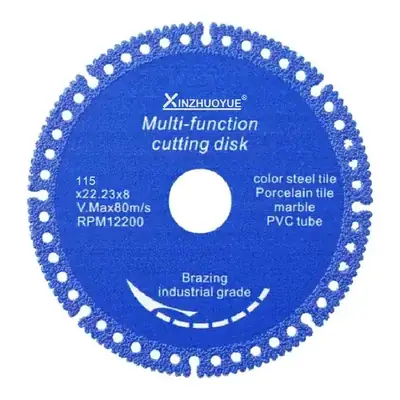 XINZHUOYUE®
Multi-function
cutting disk
115
x22.23x8
V.Max80m/s
RPM12200
color steel tile
Porcelain tile
marble
PVC tube
Brazing
industrial grade